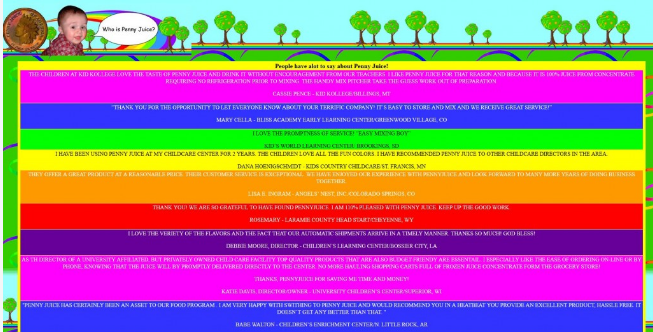 Who is Penny Juice?
People have alot to say about Penny Juice!
THE CHILDREN AT KID KOLLEGE LOVE THE TASTE OF PENNY JUICE AND DRINK IT WITHOUT ENCOURAGEMENT FROM OUR TEACHERS. I LIKE PENNY JUICE FOR THAT REASON AND BECAUSE IT IS 100% JUICE FROM CONCENTRATE
REQUIRING NO REFRIGERATION PRIOR TO MIXING. THE HANDY MIX PITCHER TAKE THE GUESS WORK OUT OF PREPARATION
CASSIE PENCE - KID KOLLEGE/BILLINGS, MT
"THANK YOU FOR THE OPPORTUNITY TO LET EVERYONE KNOW ABOUT YOUR TERRIFIC COMPANY! IT'S EASY TO STORE AND MIX AND WE RECEIVE GREAT SERVICE!"
MARY CELLA - BLISS ACADEMY EARLY LEARNING CENTER/GREENWOOD VILLAGE, CO
I LOVE THE PROMPTNESS OF SERVICE! "EASY MIXING BOY"
KID'S WORLD LEARNING CENTER/ BROOKINGS, SD
I HAVE BEEN USING PENNY JUICE AT MY CHILDCARE CENTER FOR 2 YEARS. THE CHILDREN LOVE ALL THE FUN COLORS. I HAVE RECOMMENDED PENNY JUICE TO OTHER CHILDCARE DIRECTORS IN THE AREA.
DANA HOENIGSCHMIDT - KIDS COUNTRY CHILDCARE/ST. FRANCIS, MN
THEY OFFER A GREAT PRODUCT AT A REASONABLE PRICE. THEIR CUSTOMER SERVICE IS EXCEPTIONAL. WE HAVE ENJOYED OUR EXPERIENCE WITH PENNYJUICE AND LOOK FORWARD TO MANY MORE YEARS OF DOING BUSINESS
TOGETHER.
LISA S. INGRAM - ANGELS' NEST, INC./COLORADO SPRINGS, CO
THANK YOU! WE ARE SO GRATEFUL TO HAVE FOUND PENNYJUICE. I AM 110% PLEASED WITH PENNY JUICE. KEEP UP THE GOOD WORK.
ROSEMARY - LARAMIE COUNTY HEAD START/CHEYENNE, WY
I LOVE THE VERIETY OF THE FLAVORS AND THE FACT THAT OUR AUTOMATIC SHIPMENTS ARRIVE IN A TIMELY MANNER. THANKS SO MUCH! GOD BLESS!
DEBBIE MOORE, DIRECTOR - CHILDREN'S LEARNING CENTER/BOSSIER CITY, LA
AS TH DIRECTOR OF A UNIVERSITY AFFILIATED, BUT PRIVATELY OWNED CHILD CARE FACILITY TOP QUALITY PRODUCTS THAT ARE ALSO BUDGET FRIENDLY ARE ESSENTAIL. I ESPECIALLY LIKE THE EASE OF ORDERING ON-LINE OR BY
PHONE, KNOWING THAT THE JUICE WILL BY PROMPTLY DELIVERED DIRECTLY TO THE CENTER. NO MORE HAULING SHOPPING CARTS FULL OF FROZEN JUICE CONCENTRATE FORM THE GROCERY STORE!
THANKS, PENNYJUICE FOR SAVING ME TIME AND MONEY!
KATIE DAVIS, DIRECTOR/OWNER - UNIVERSITY CHILDREN'S CENTER/SUPERIOR, WI
"PENNY JUICE HAS CERTAINLY BEEN AN ASSET TO OUR FOOD PROGRAM. I AM VERY HAPPY WITH SWITHING TO PENNY JUICE AND WOULD RECOMMEND YOU IN A HEATBEAT YOU PROVIDE AN EXCELLENT PRODUCT, HASSLE FREE. IT
DOESN'T GET ANY BETTER THAN THAT."
BABE WALTON - CHILDREN'S ENRICHMENT CENTER/N. LITTLE ROCK, AR